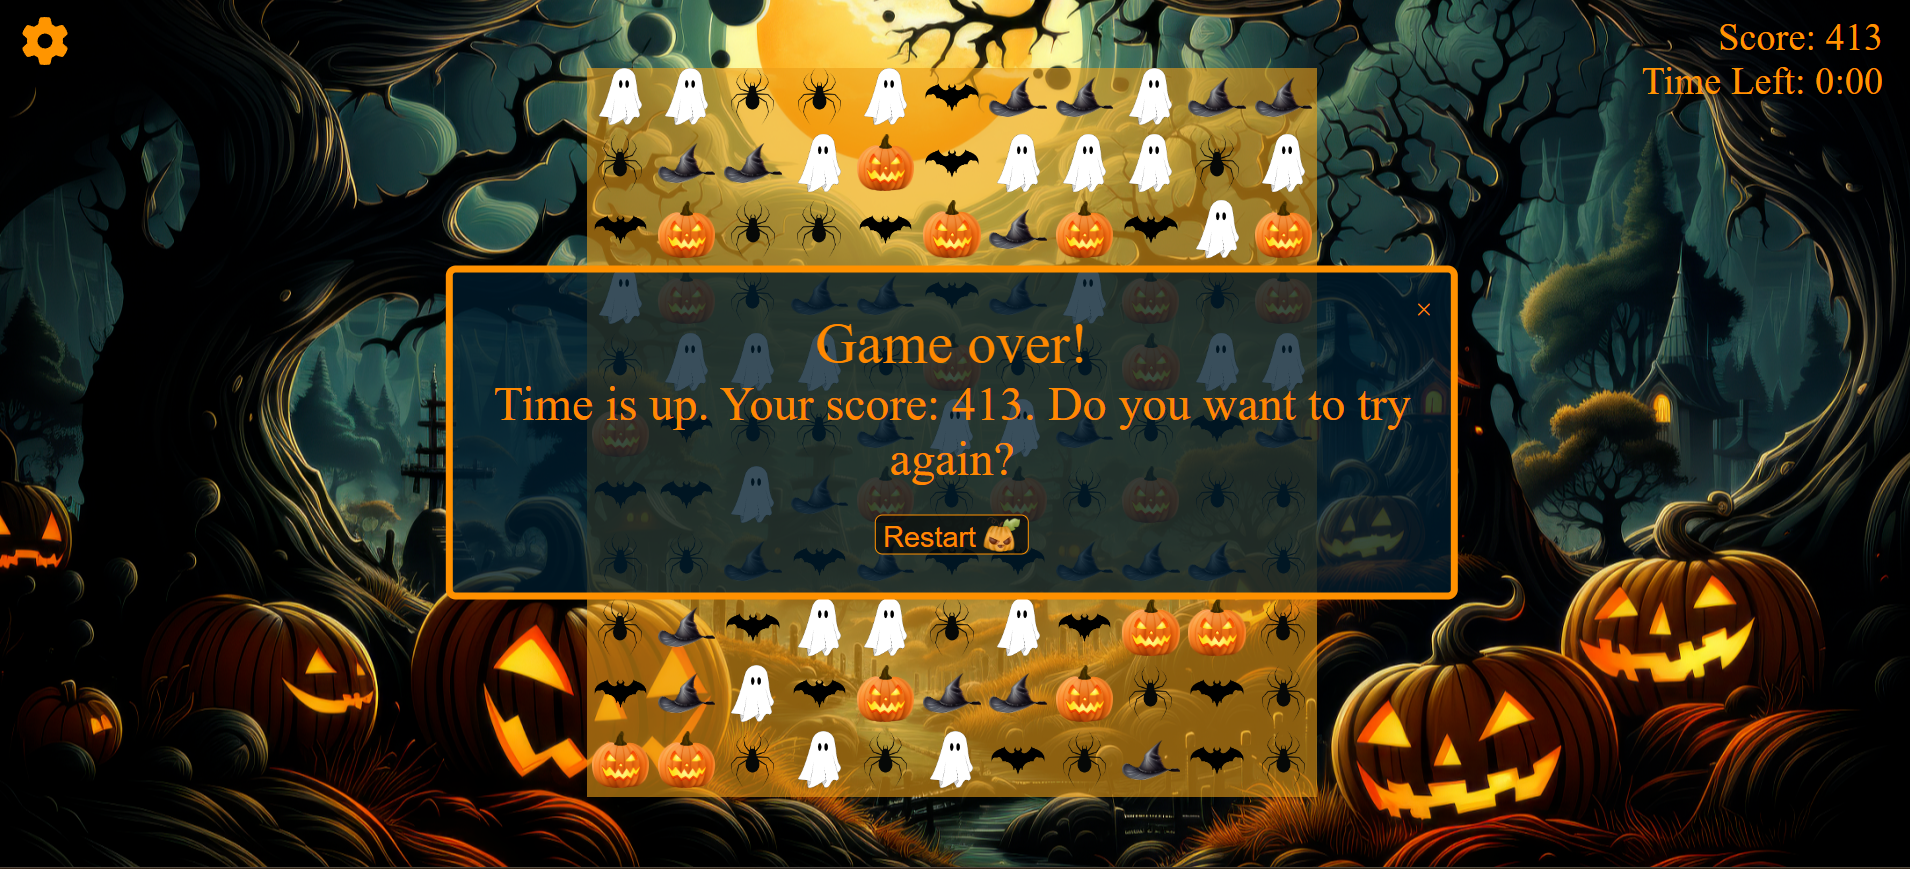 Score: 413
Time Left: 0:00
×
Game over!
Time is up. Your score: 413. Do you want to try
again?
Restart